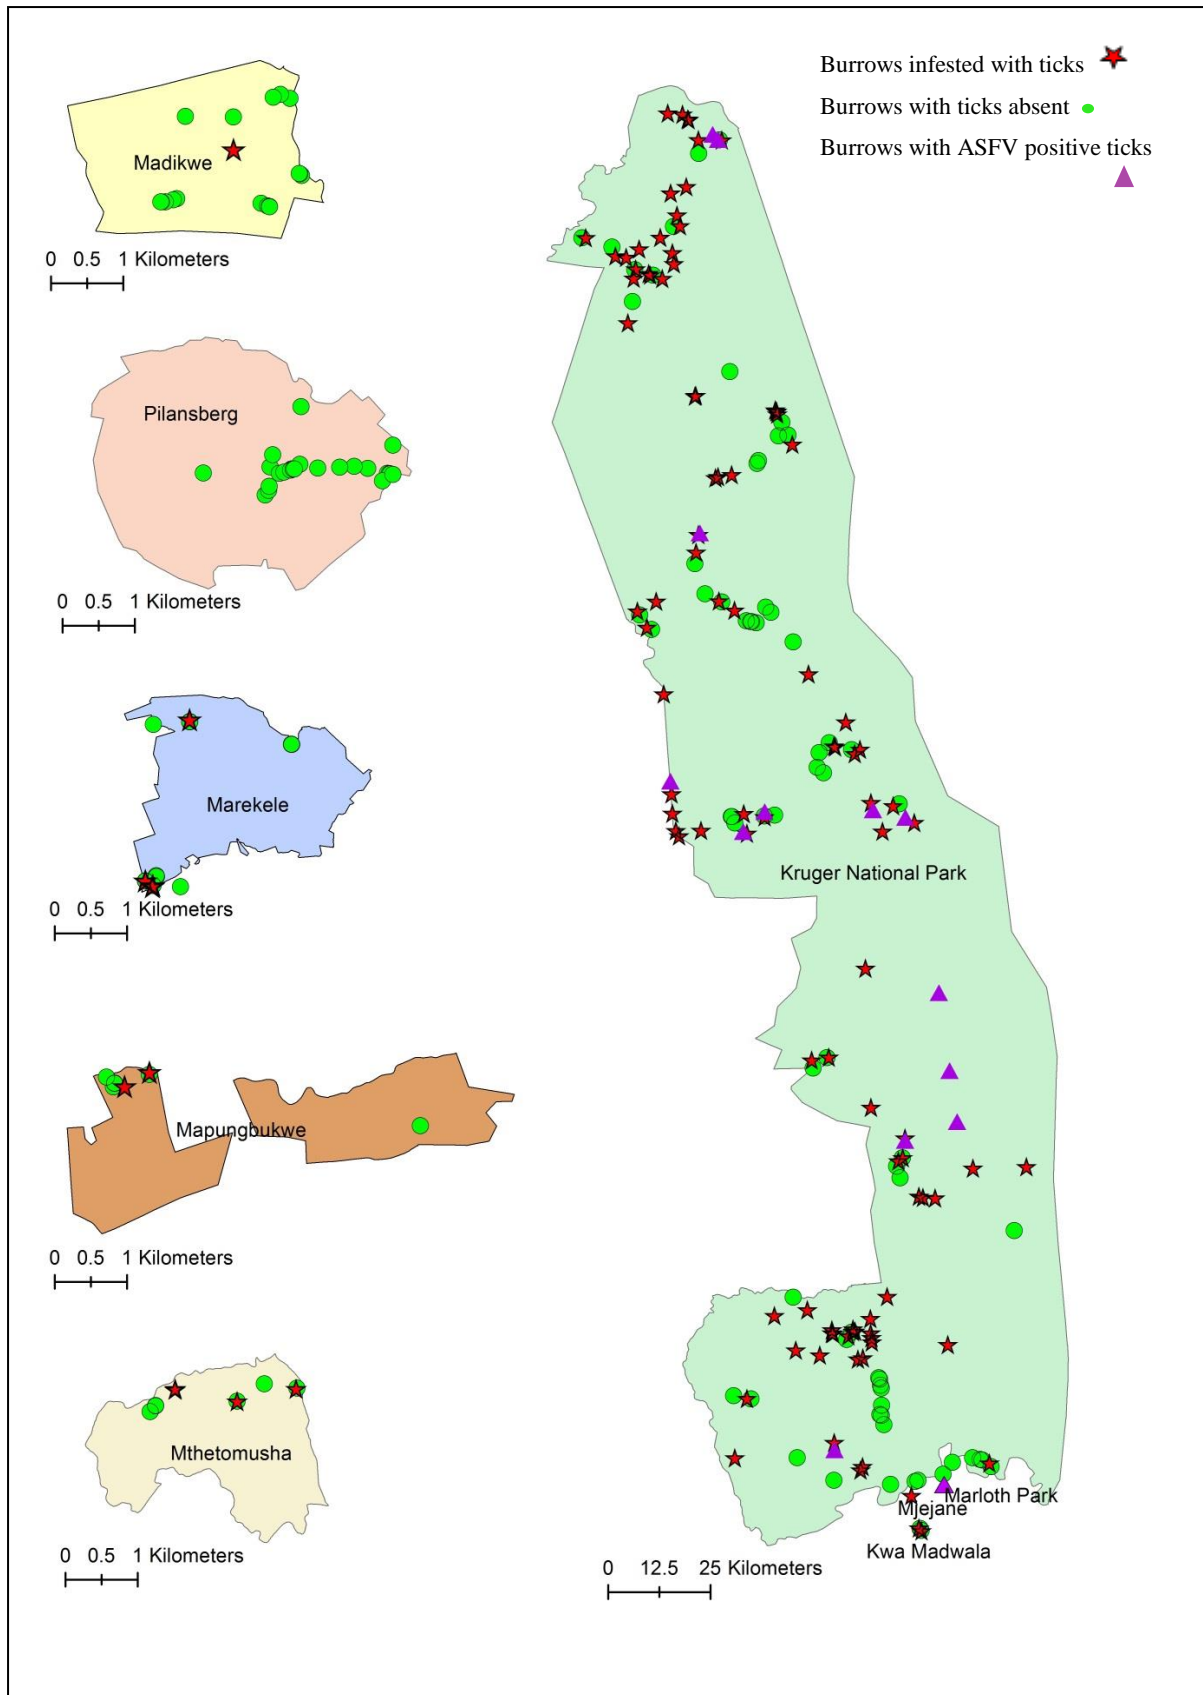 Burrows infested with ticks
Burrows with ticks absent
Burrows with ASFV positive ticks
Madikwe
0 0.5 1 Kilometers
Pilansberg
0 0.5 1 Kilometers
Marekele
0 0.5 1 Kilometers
Mapungbukwe
0 0.5 1 Kilometers
Mthetomusha
0 0.5 1 Kilometers
Kruger National Park
Marloth Park
Mjejane
Kwa Madwala
0 12.5 25 Kilometers